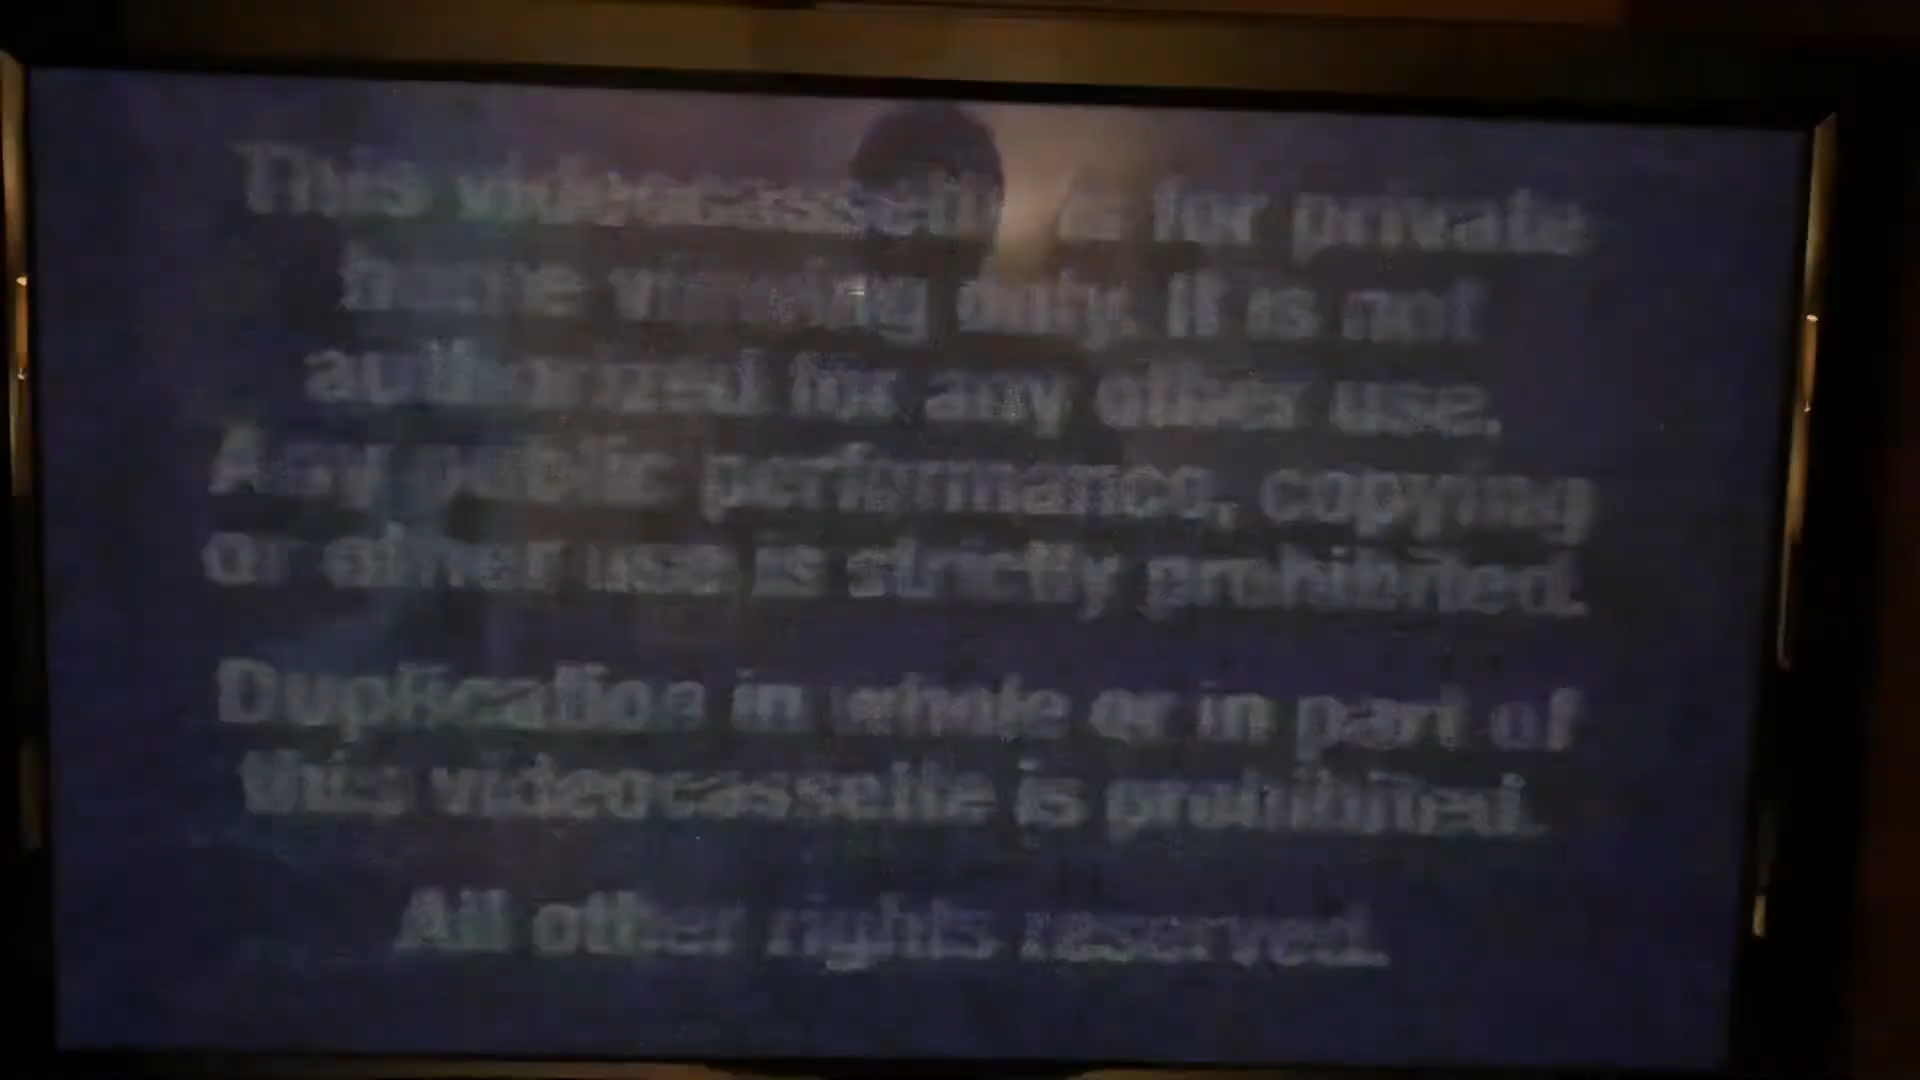 This videocassette is for private
home viewing only. It is not
authorized for any other use.
Any public performance, copying
or other use is strictly prohibited.
Duplication in whole or in part of
this videocassette is prohibited.
All other rights reserved.